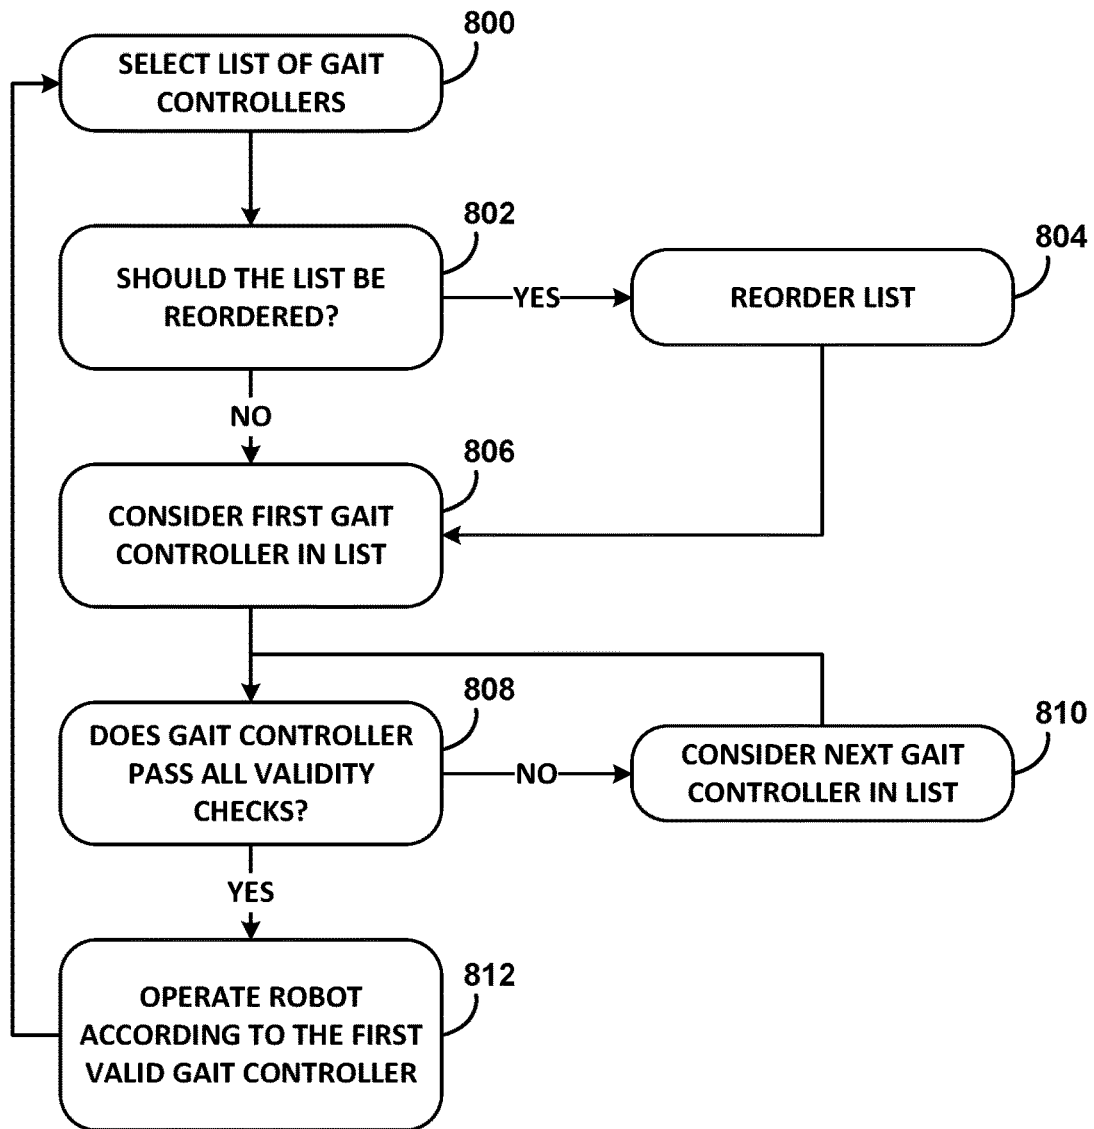 800
SELECT LIST OF GAIT
CONTROLLERS
802
SHOULD THE LIST BE
REORDERED?
YES
804
REORDER LIST
NO
806
CONSIDER FIRST GAIT
CONTROLLER IN LIST
808
DOES GAIT CONTROLLER
PASS ALL VALIDITY
CHECKS?
NO
810
CONSIDER NEXT GAIT
CONTROLLER IN LIST
YES
812
OPERATE ROBOT
ACCORDING TO THE FIRST
VALID GAIT CONTROLLER